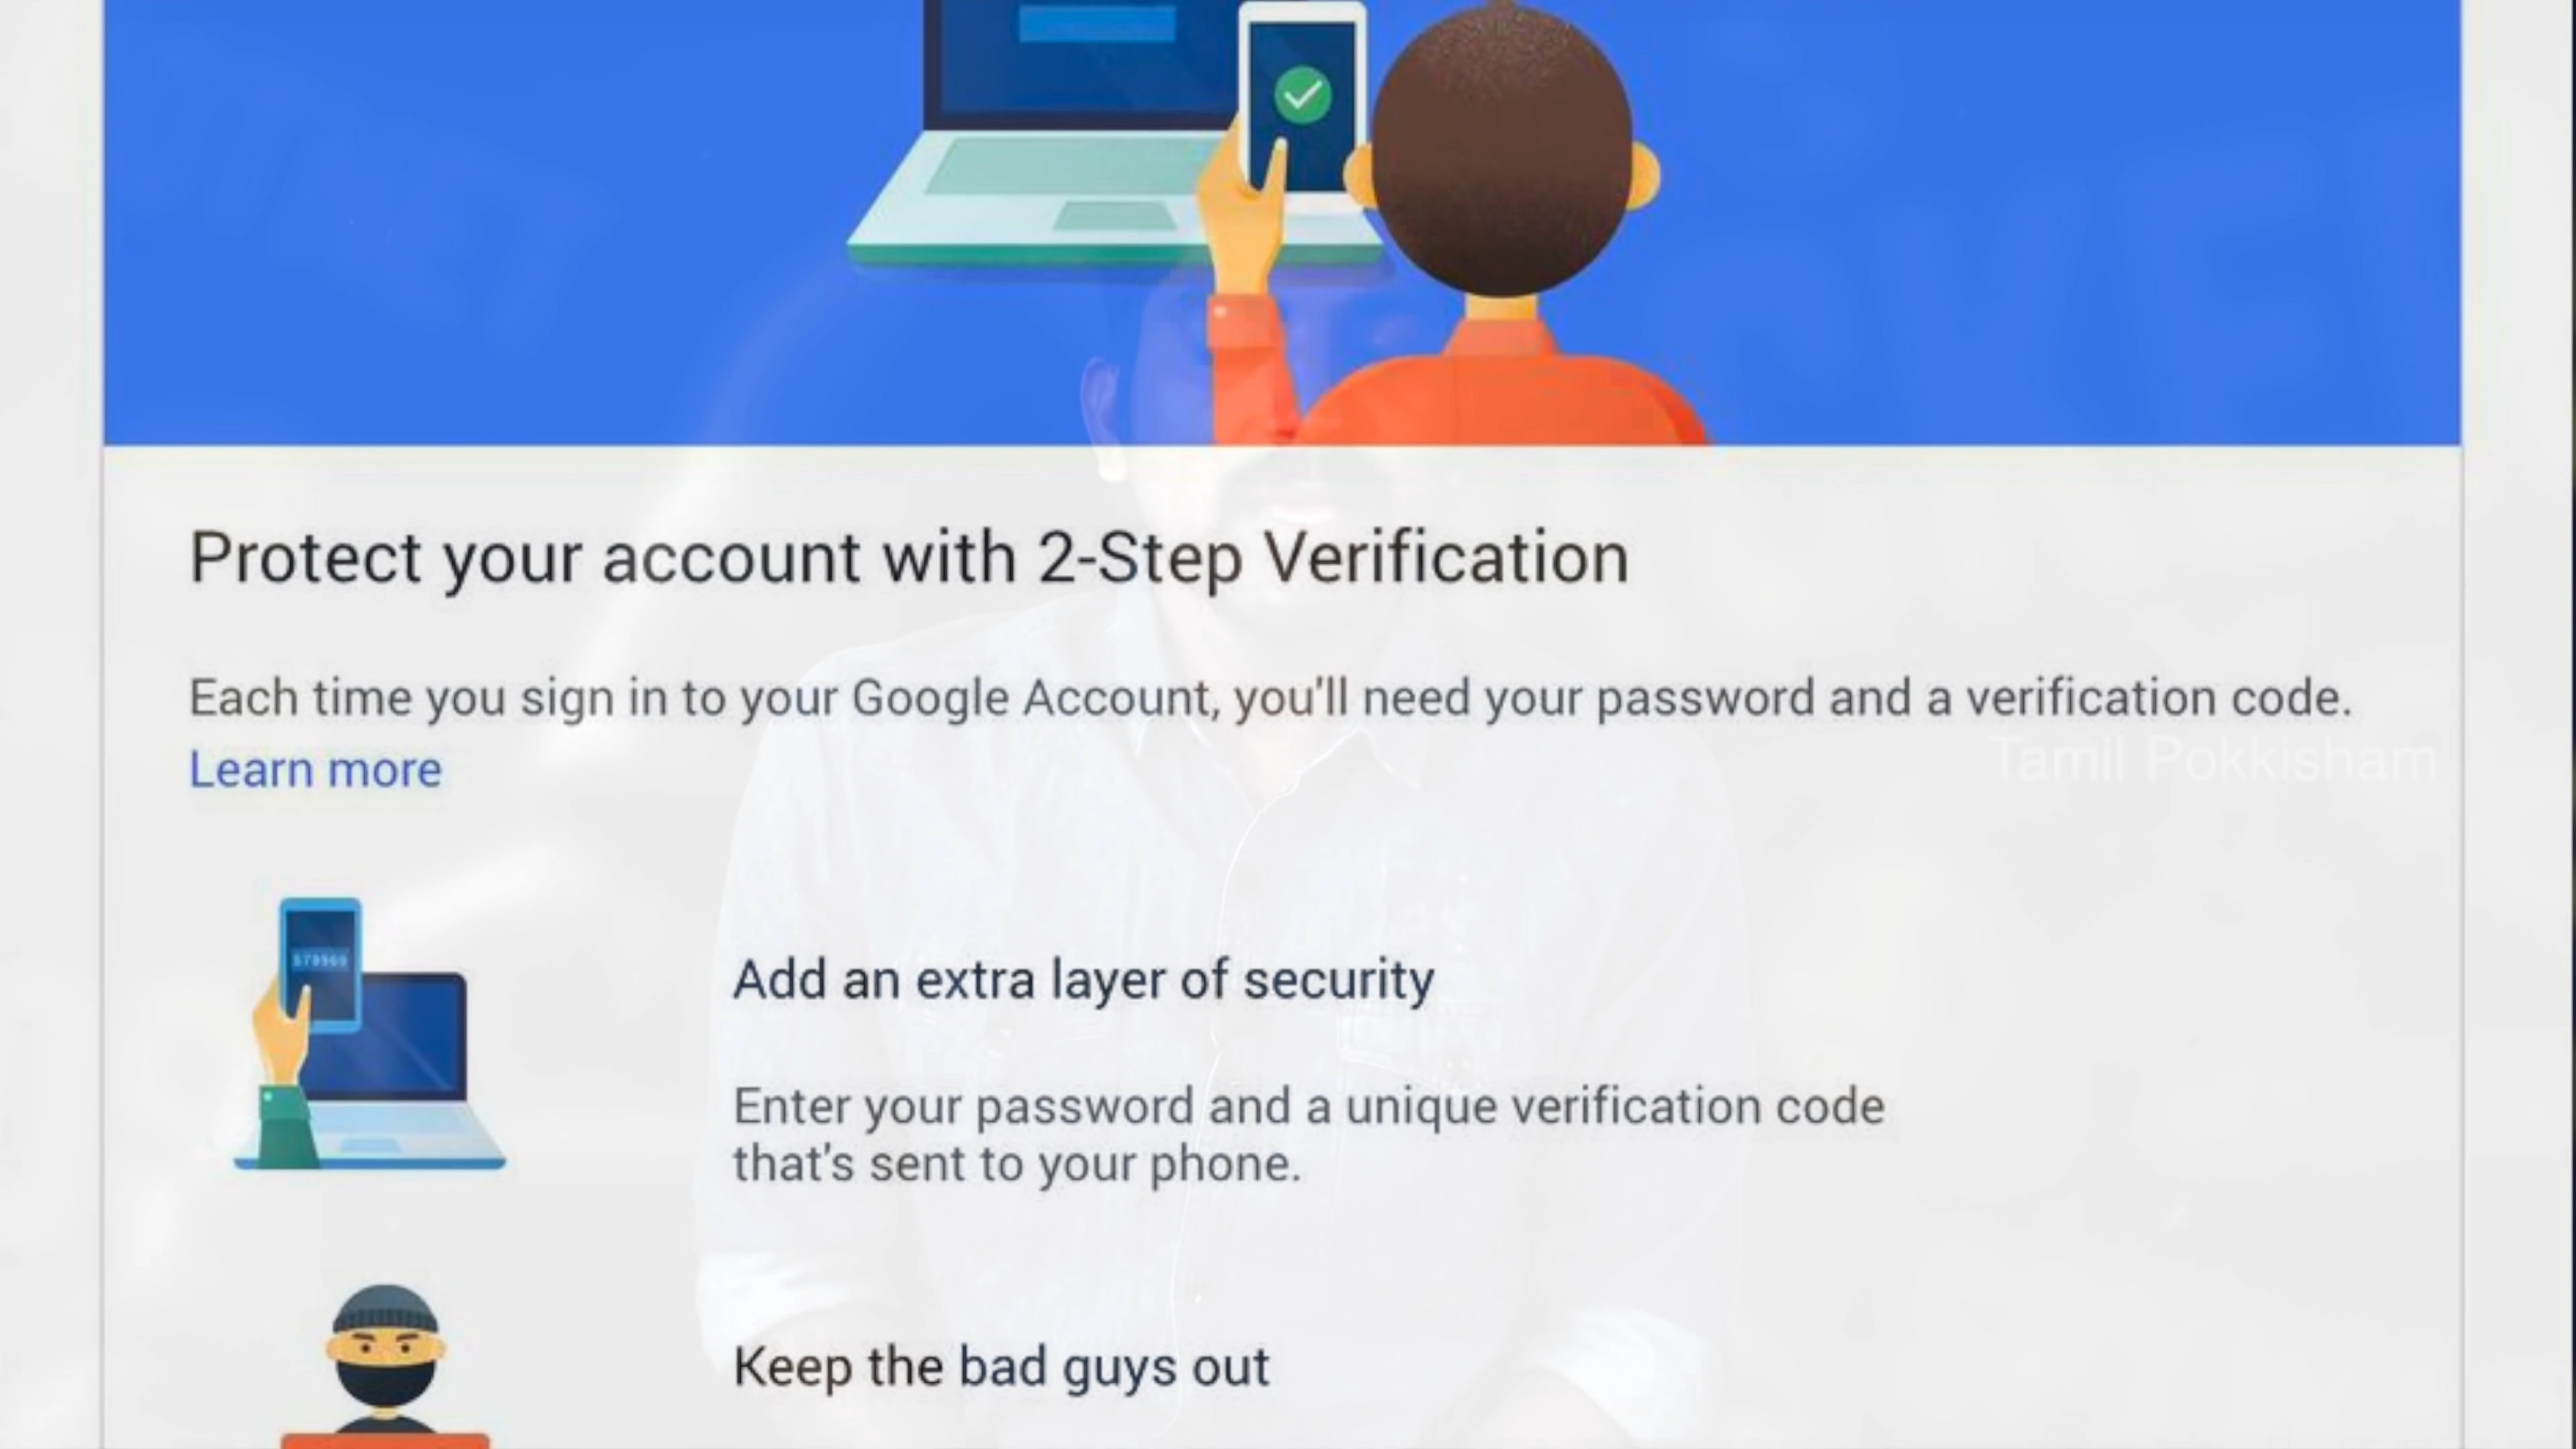 Protect your account with 2-Step Verification
Each time you sign in to your Google Account, you'll need your password and a verification code.
Learn more
Tamil Pokkisham
579969
Add an extra layer of security
Enter your password and a unique verification code
that's sent to your phone.
Keep the bad guys out